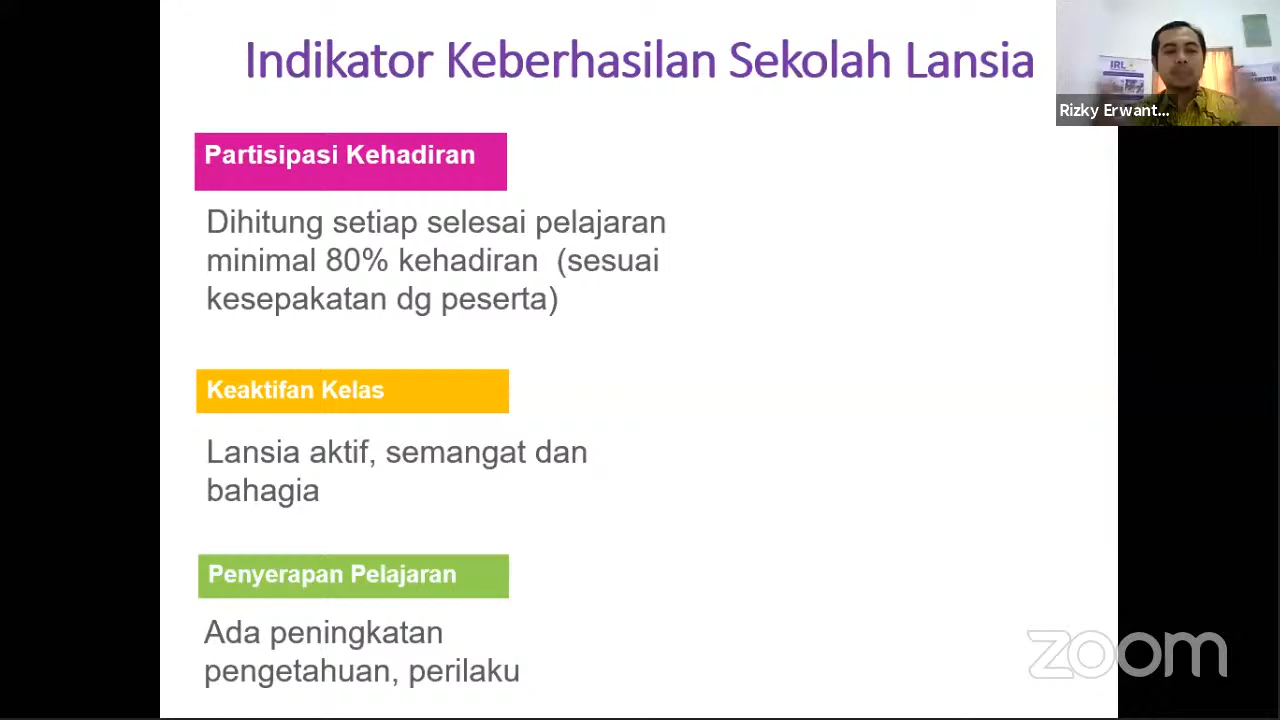 Indikator Keberhasilan Sekolah Lansia
IRL
Rizky Erwant...
Partisipasi Kehadiran
Dihitung setiap selesai pelajaran
minimal 80% kehadiran (sesuai
kesepakatan dg peserta)
Keaktifan Kelas
Lansia aktif, semangat dan
bahagia
Penyerapan Pelajaran
Ada peningkatan
pengetahuan, perilaku
zoom